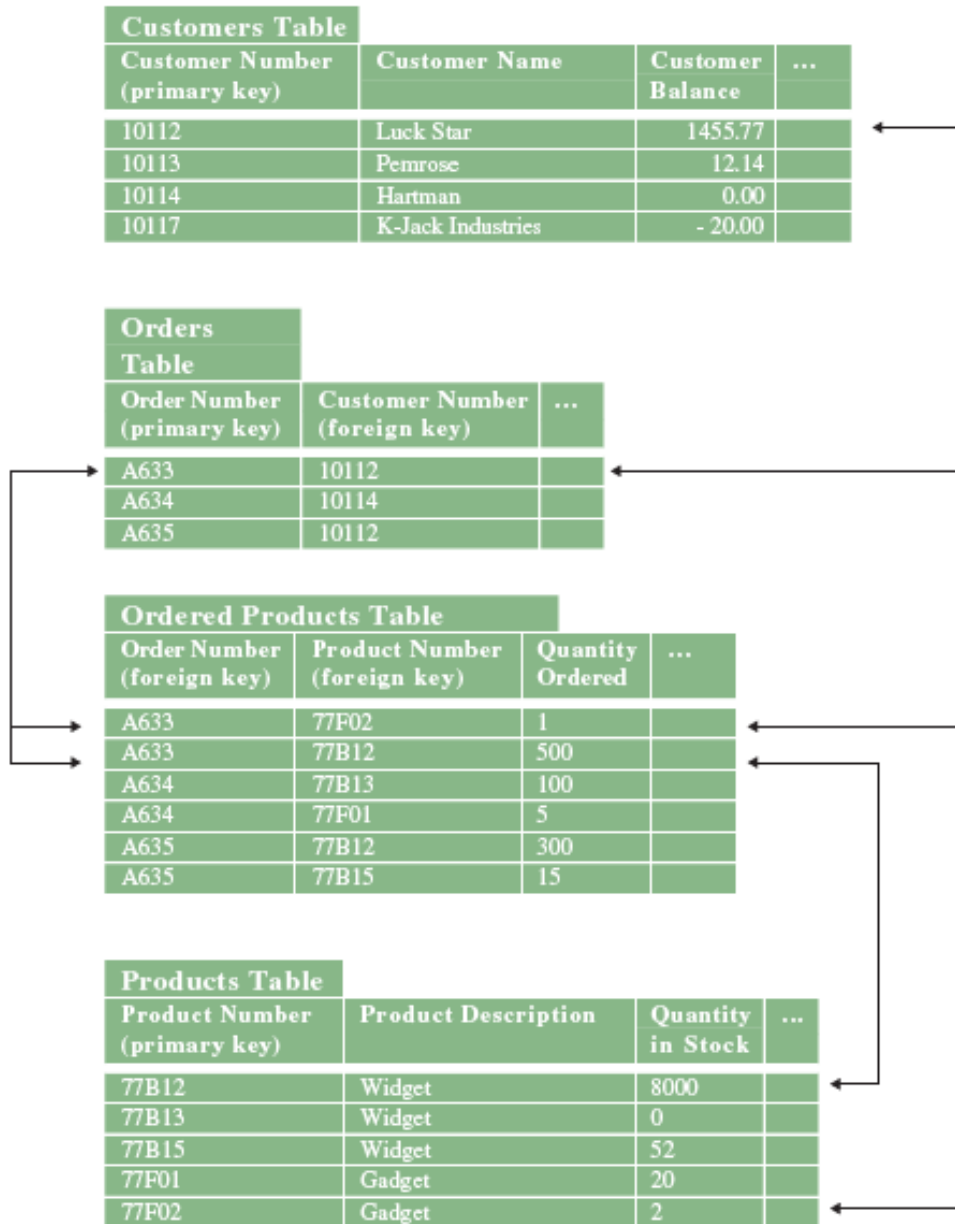 Customers Table
Customer Number Customer Name Customer ...
(primary key) Balance
10112 Luck Star 1455.77
10113 Pemrose 12.14
10114 Hartman 0.00
10117 K-Jack Industries - 20.00
Orders
Table
Order Number Customer Number ...
(primary key) (foreign key)
A633 10112
A634 10114
A635 10112
Ordered Products Table
Order Number Product Number Quantity ...
(foreign key) (foreign key) Ordered
A633 77F02 1
A633 77B12 500
A634 77B13 100
A634 77F01 5
A635 77B12 300
A635 77B15 15
Products Table
Product Number Product Description Quantity ...
(primary key) in Stock
77B12 Widget 8000
77B13 Widget 0
77B15 Widget 52
77F01 Gadget 20
77F02 Gadget 2